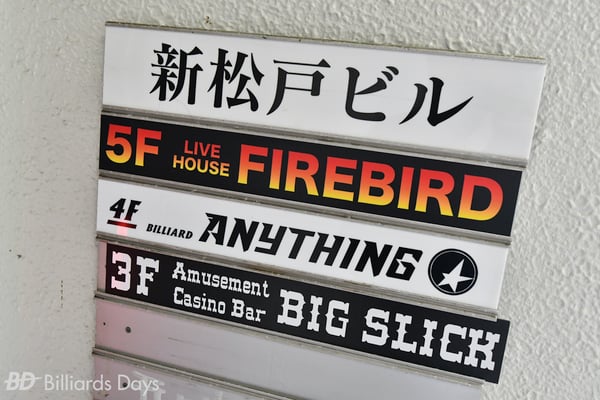 新松戸ビル
5F LIVE HOUSE FIREBIRD
4F BILLIARD ANYTHING
3F Amusement Casino Bar BIG SLICK
BD Billiards Days